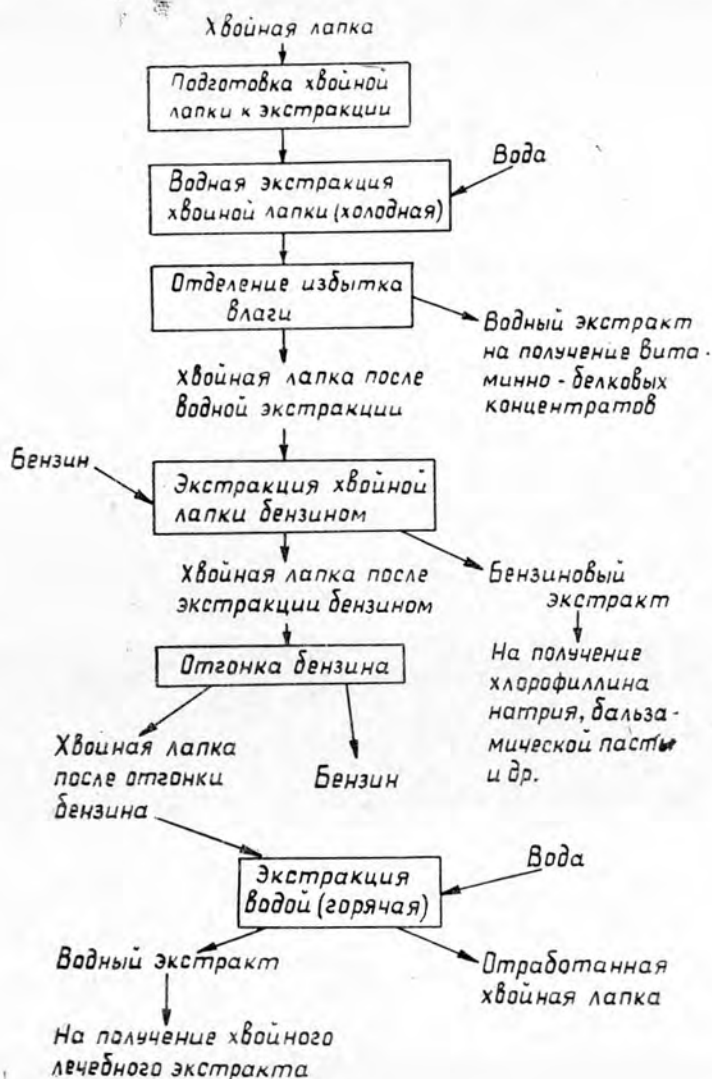 Хвойная лапка
Подготовка хвойной
лапки к экстракции
Вода
Водная экстракция
хвоиной лапки (холодная)
Отделение избытка
влаги
Водный экстракт
на получение вита-
минно - белковых
концентратов
Хвойная лапка после
водной экстракции
Бензин
Экстракция хвойной
лапки бензином
Хвойная лапка после
экстракции бензином
Бензиновый
экстракт
На получение
хлорофиллина
натрия, бальза-
мической пасты
и др.
Отгонка бензина
Хвоиная лапка
после отгонки
бензина
Бензин
Вода
Экстракция
водой (горячая)
Водный экстракт
Отработанная
хвойная лапка
На получение хвойного
лечебного экстракта